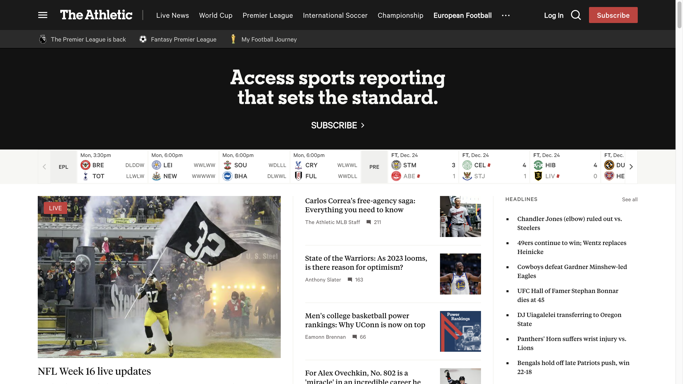 The Athletic
Live News
World Cup
Premier League
International Soccer
Championship
European Football
Log In
Subscribe
The Premier League is back
Fantasy Premier League
My Football Journey
Access sports reporting
that sets the standard.
SUBSCRIBE
EPL
Mon, 3:30pm
BRE DLDDW
TOT LLWLW
Mon, 6:00pm
LEI WWLWW
NEW WWWWW
Mon, 6:00pm
SOU WDLLL
BHA DLWWL
Mon, 6:00pm
CRY WLWWL
FUL WWDLL
PRE
FT, Dec. 24
STM 3
ABE 1
FT, Dec. 24
CEL 4
STJ 1
FT, Dec. 24
HIB 4
LIV 0
FT, Dec.
DU
HE
LIVE
32
97
NFL Week 16 live updates
Carlos Correa's free-agency saga:
Everything you need to know
The Athletic MLB Staff 211
State of the Warriors: As 2023 looms,
is there reason for optimism?
Anthony Slater 163
Men's college basketball power
rankings: Why UConn is now on top
Eamonn Brennan 66
Power
Rankings
For Alex Ovechkin, No. 802 is a
'miracle' in an incredible career he
HEADLINES
See all
Chandler Jones (elbow) ruled out vs.
Steelers
49ers continue to win; Wentz replaces
Heinicke
Cowboys defeat Gardner Minshew-led
Eagles
UFC Hall of Famer Stephan Bonnar
dies at 45
DJ Uiagalelei transferring to Oregon
State
Panthers' Horn suffers wrist injury vs.
Lions
Bengals hold off late Patriots push, win
22-18